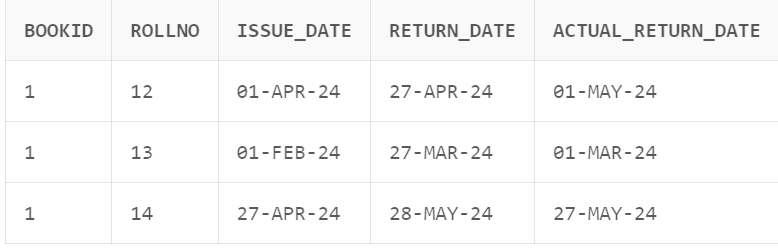 BOOKID ROLLNO ISSUE_DATE RETURN_DATE ACTUAL_RETURN_DATE
1 12 01-APR-24 27-APR-24 01-MAY-24
1 13 01-FEB-24 27-MAR-24 01-MAR-24
1 14 27-APR-24 28-MAY-24 27-MAY-24